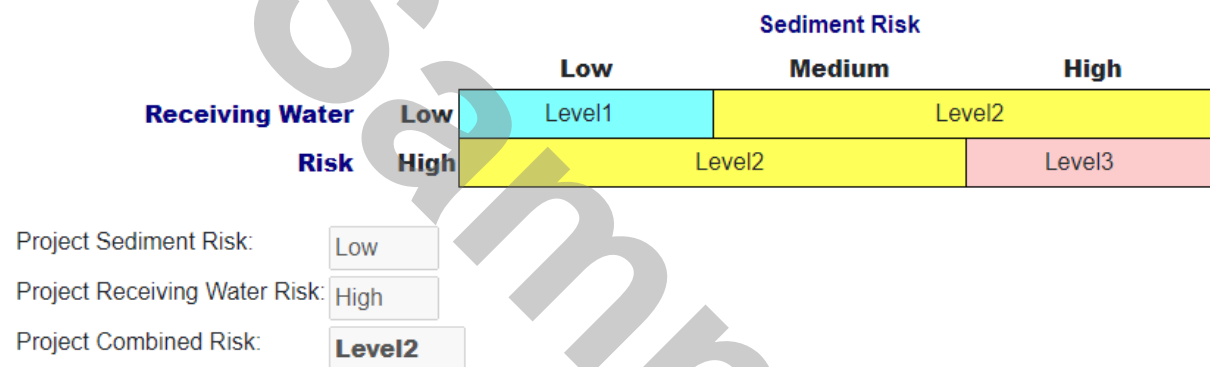 Sediment Risk
Low Medium High
Receiving Water Low Level1 Level2
Risk High Level2 Level3
Project Sediment Risk: Low
Project Receiving Water Risk: High
Project Combined Risk: Level2